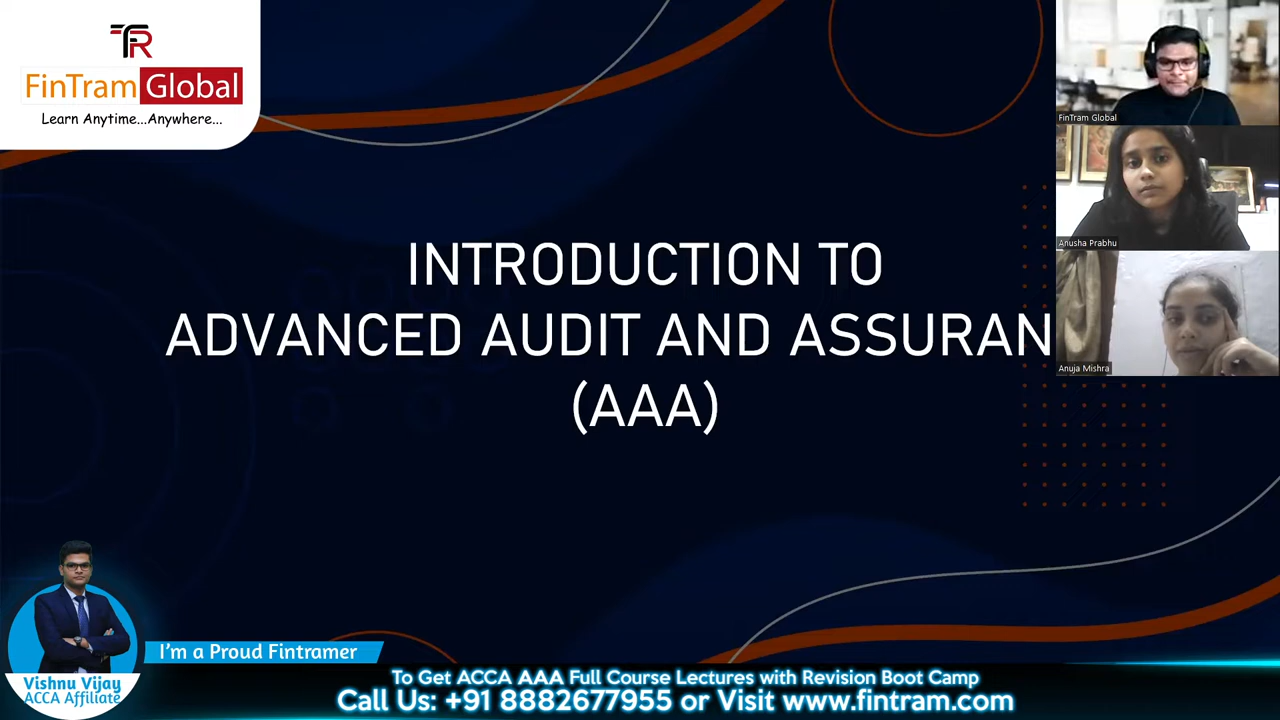 FR
FinTram Global
Learn Anytime...Anywhere...
INTRODUCTION TO
ADVANCED AUDIT AND ASSURAN
(AAA)
FinTram Global
Anusha Prabhu
Anuja Mishra
I'm a Proud Fintramer
Vishnu Vijay
ACCA Affiliate
To Get ACCA AAA Full Course Lectures with Revision Boot Camp
Call Us: +91 8882677955 or Visit www.fintram.com